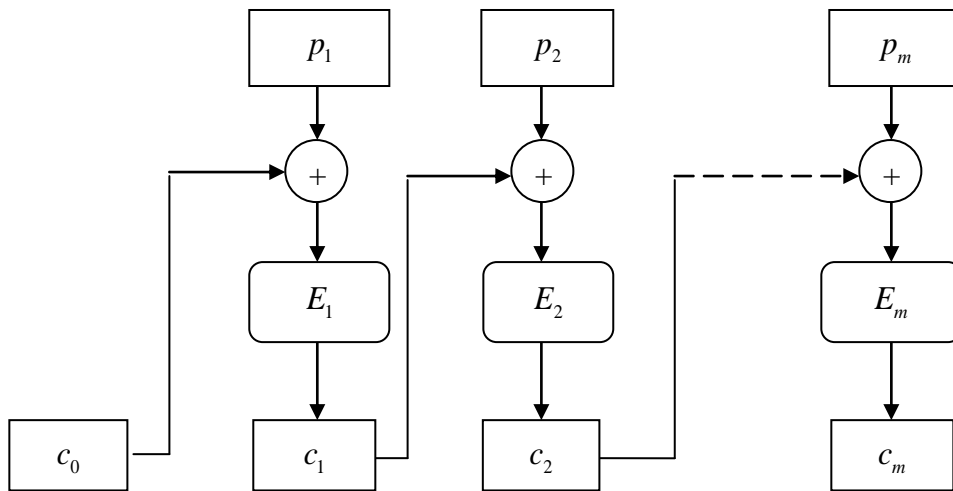 p₁ p₂ pₘ
+ + +
E₁ E₂ Eₘ
c₀ c₁ c₂ cₘ